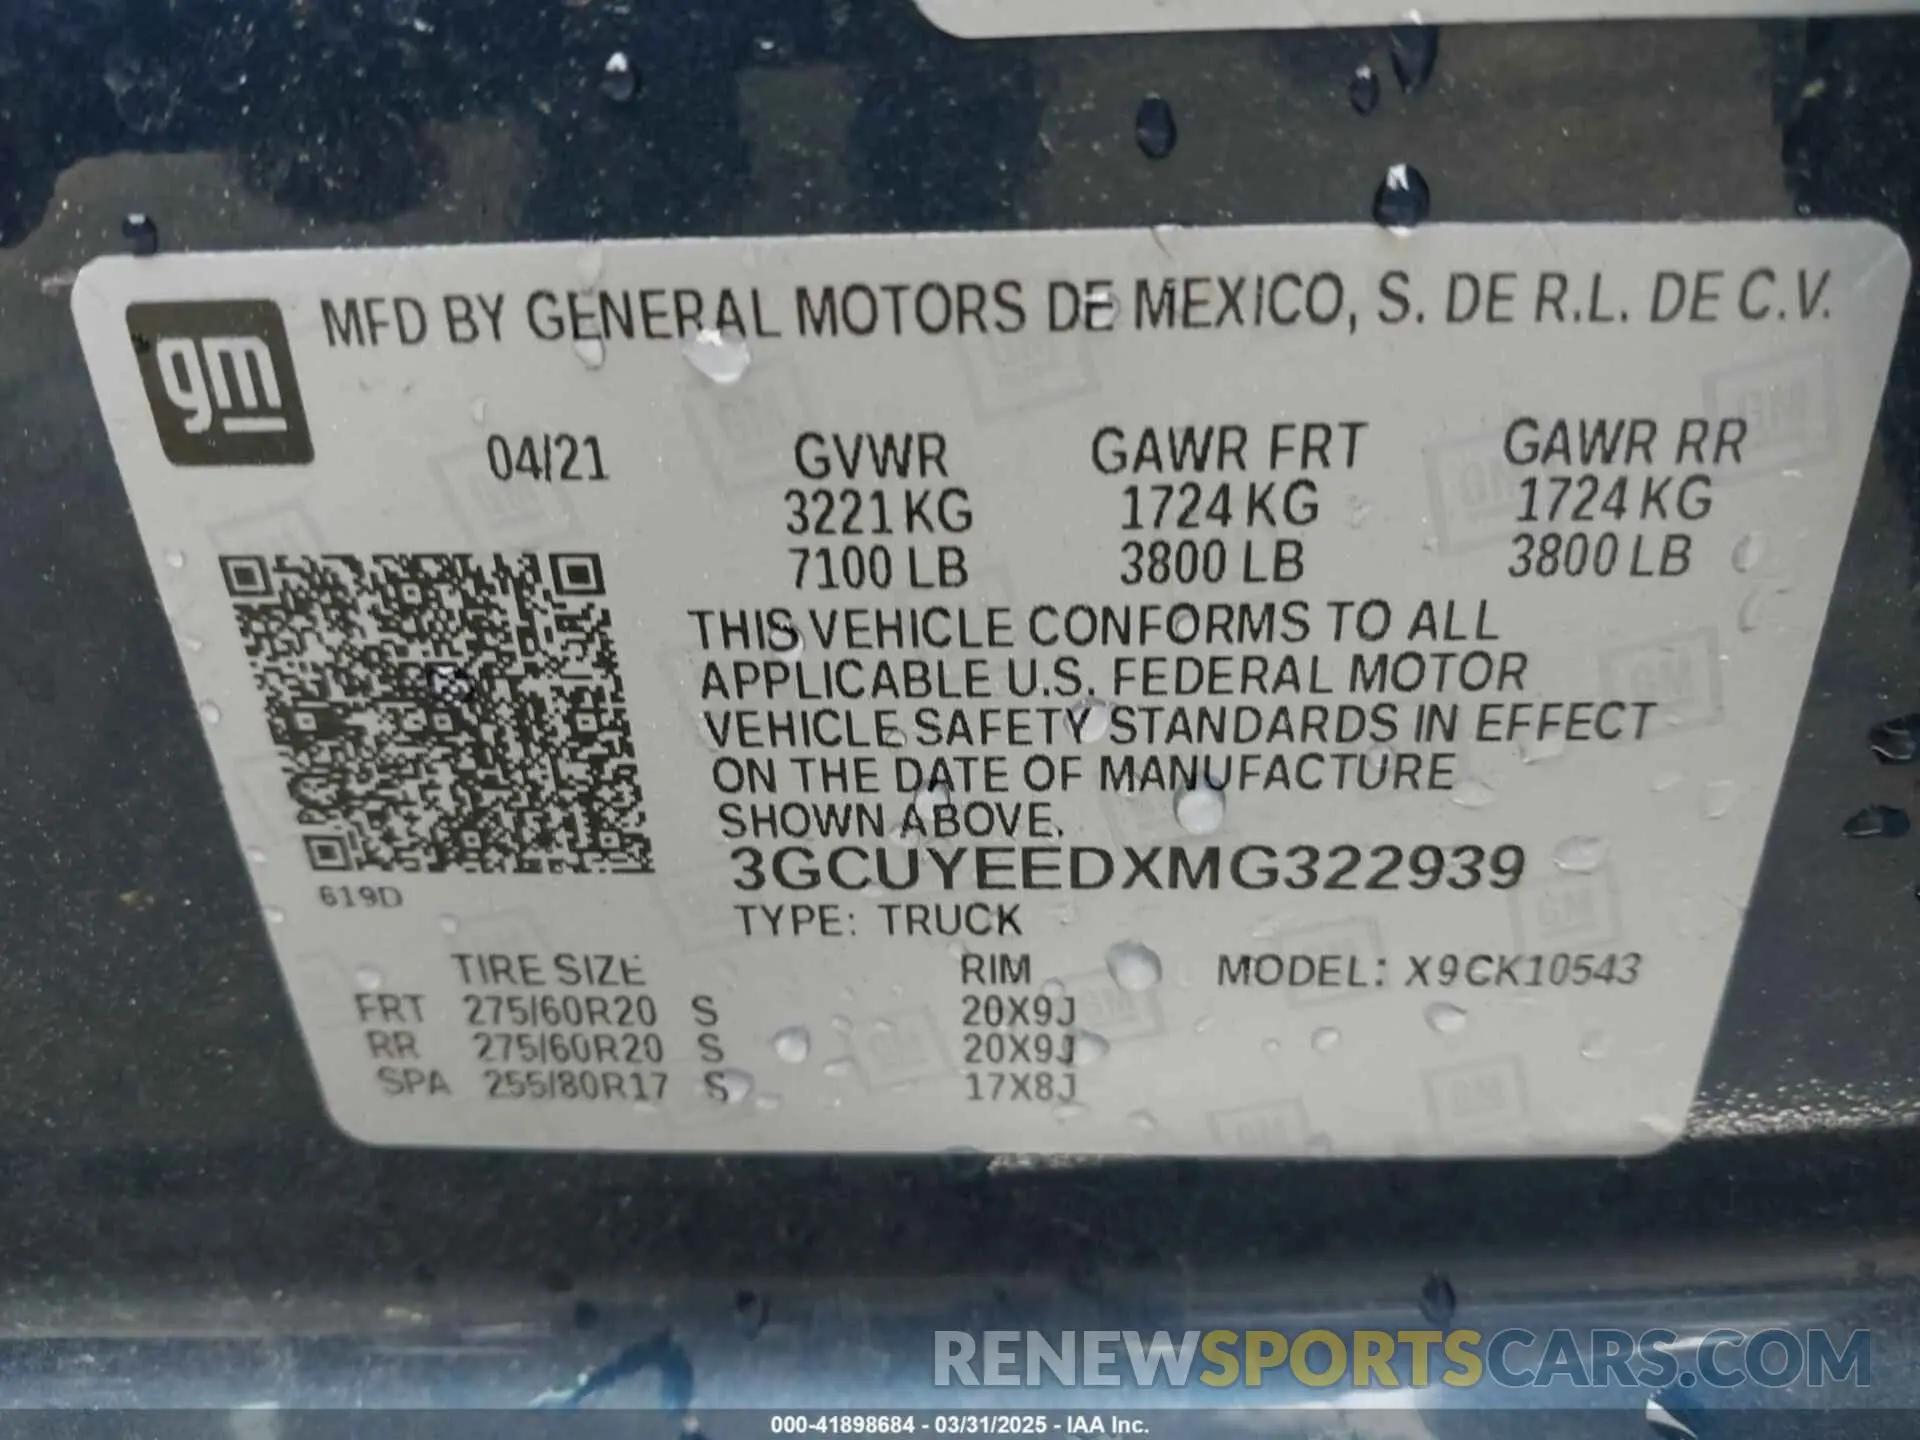 gm
MFD BY GENERAL MOTORS DE MEXICO, S. DE R.L. DE C.V.
04/21 GVWR GAWR FRT GAWR RR
3221 KG 1724 KG 1724 KG
7100 LB 3800 LB 3800 LB
THIS VEHICLE CONFORMS TO ALL
APPLICABLE U.S. FEDERAL MOTOR
VEHICLE SAFETY STANDARDS IN EFFECT
ON THE DATE OF MANUFACTURE
SHOWN ABOVE.
3GCUYEEDXMG322939
619D
TYPE: TRUCK
TIRE SIZE RIM MODEL: X9CK10543
FRT 275/60R20 S 20X9J
RR 275/60R20 S 20X9J
SPA 255/80R17 S 17X8J
RENEWSPORTSCARS.COM
000-41898684 - 03/31/2025 - IAA Inc.